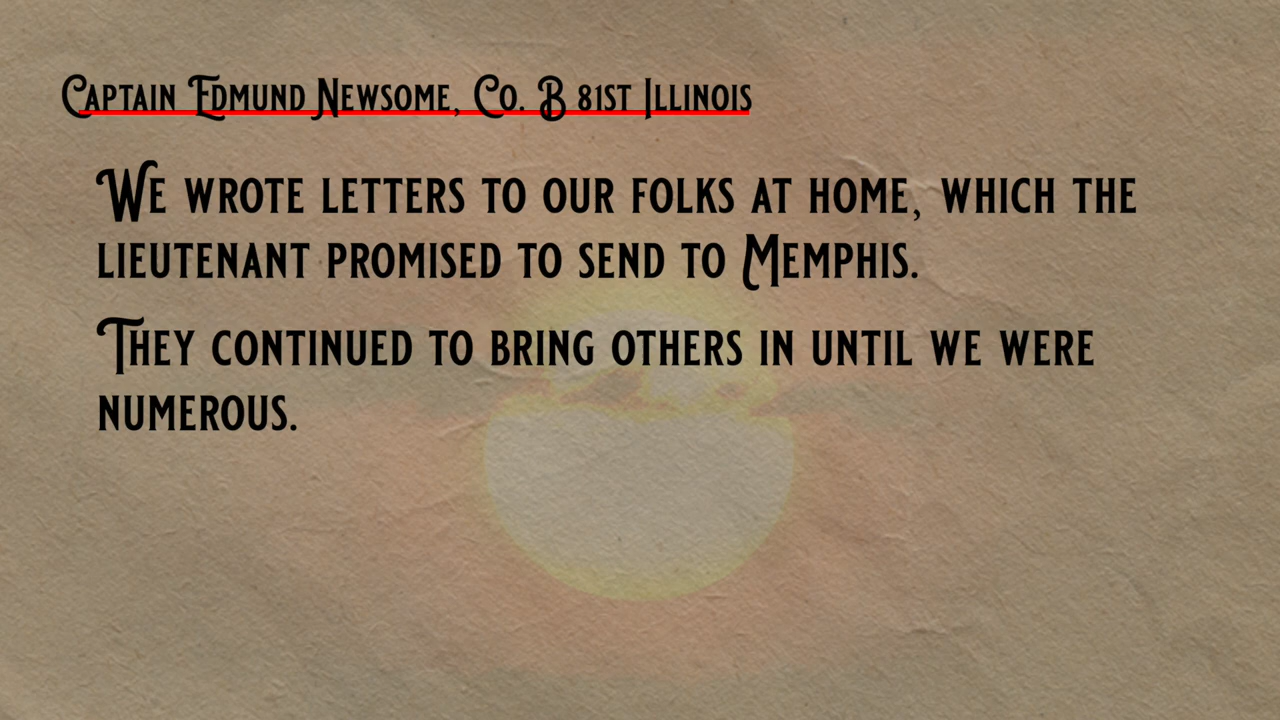 Captain Edmund Newsome, Co. B 81st Illinois
We wrote letters to our folks at home, which the
lieutenant promised to send to Memphis.
They continued to bring others in until we were
numerous.